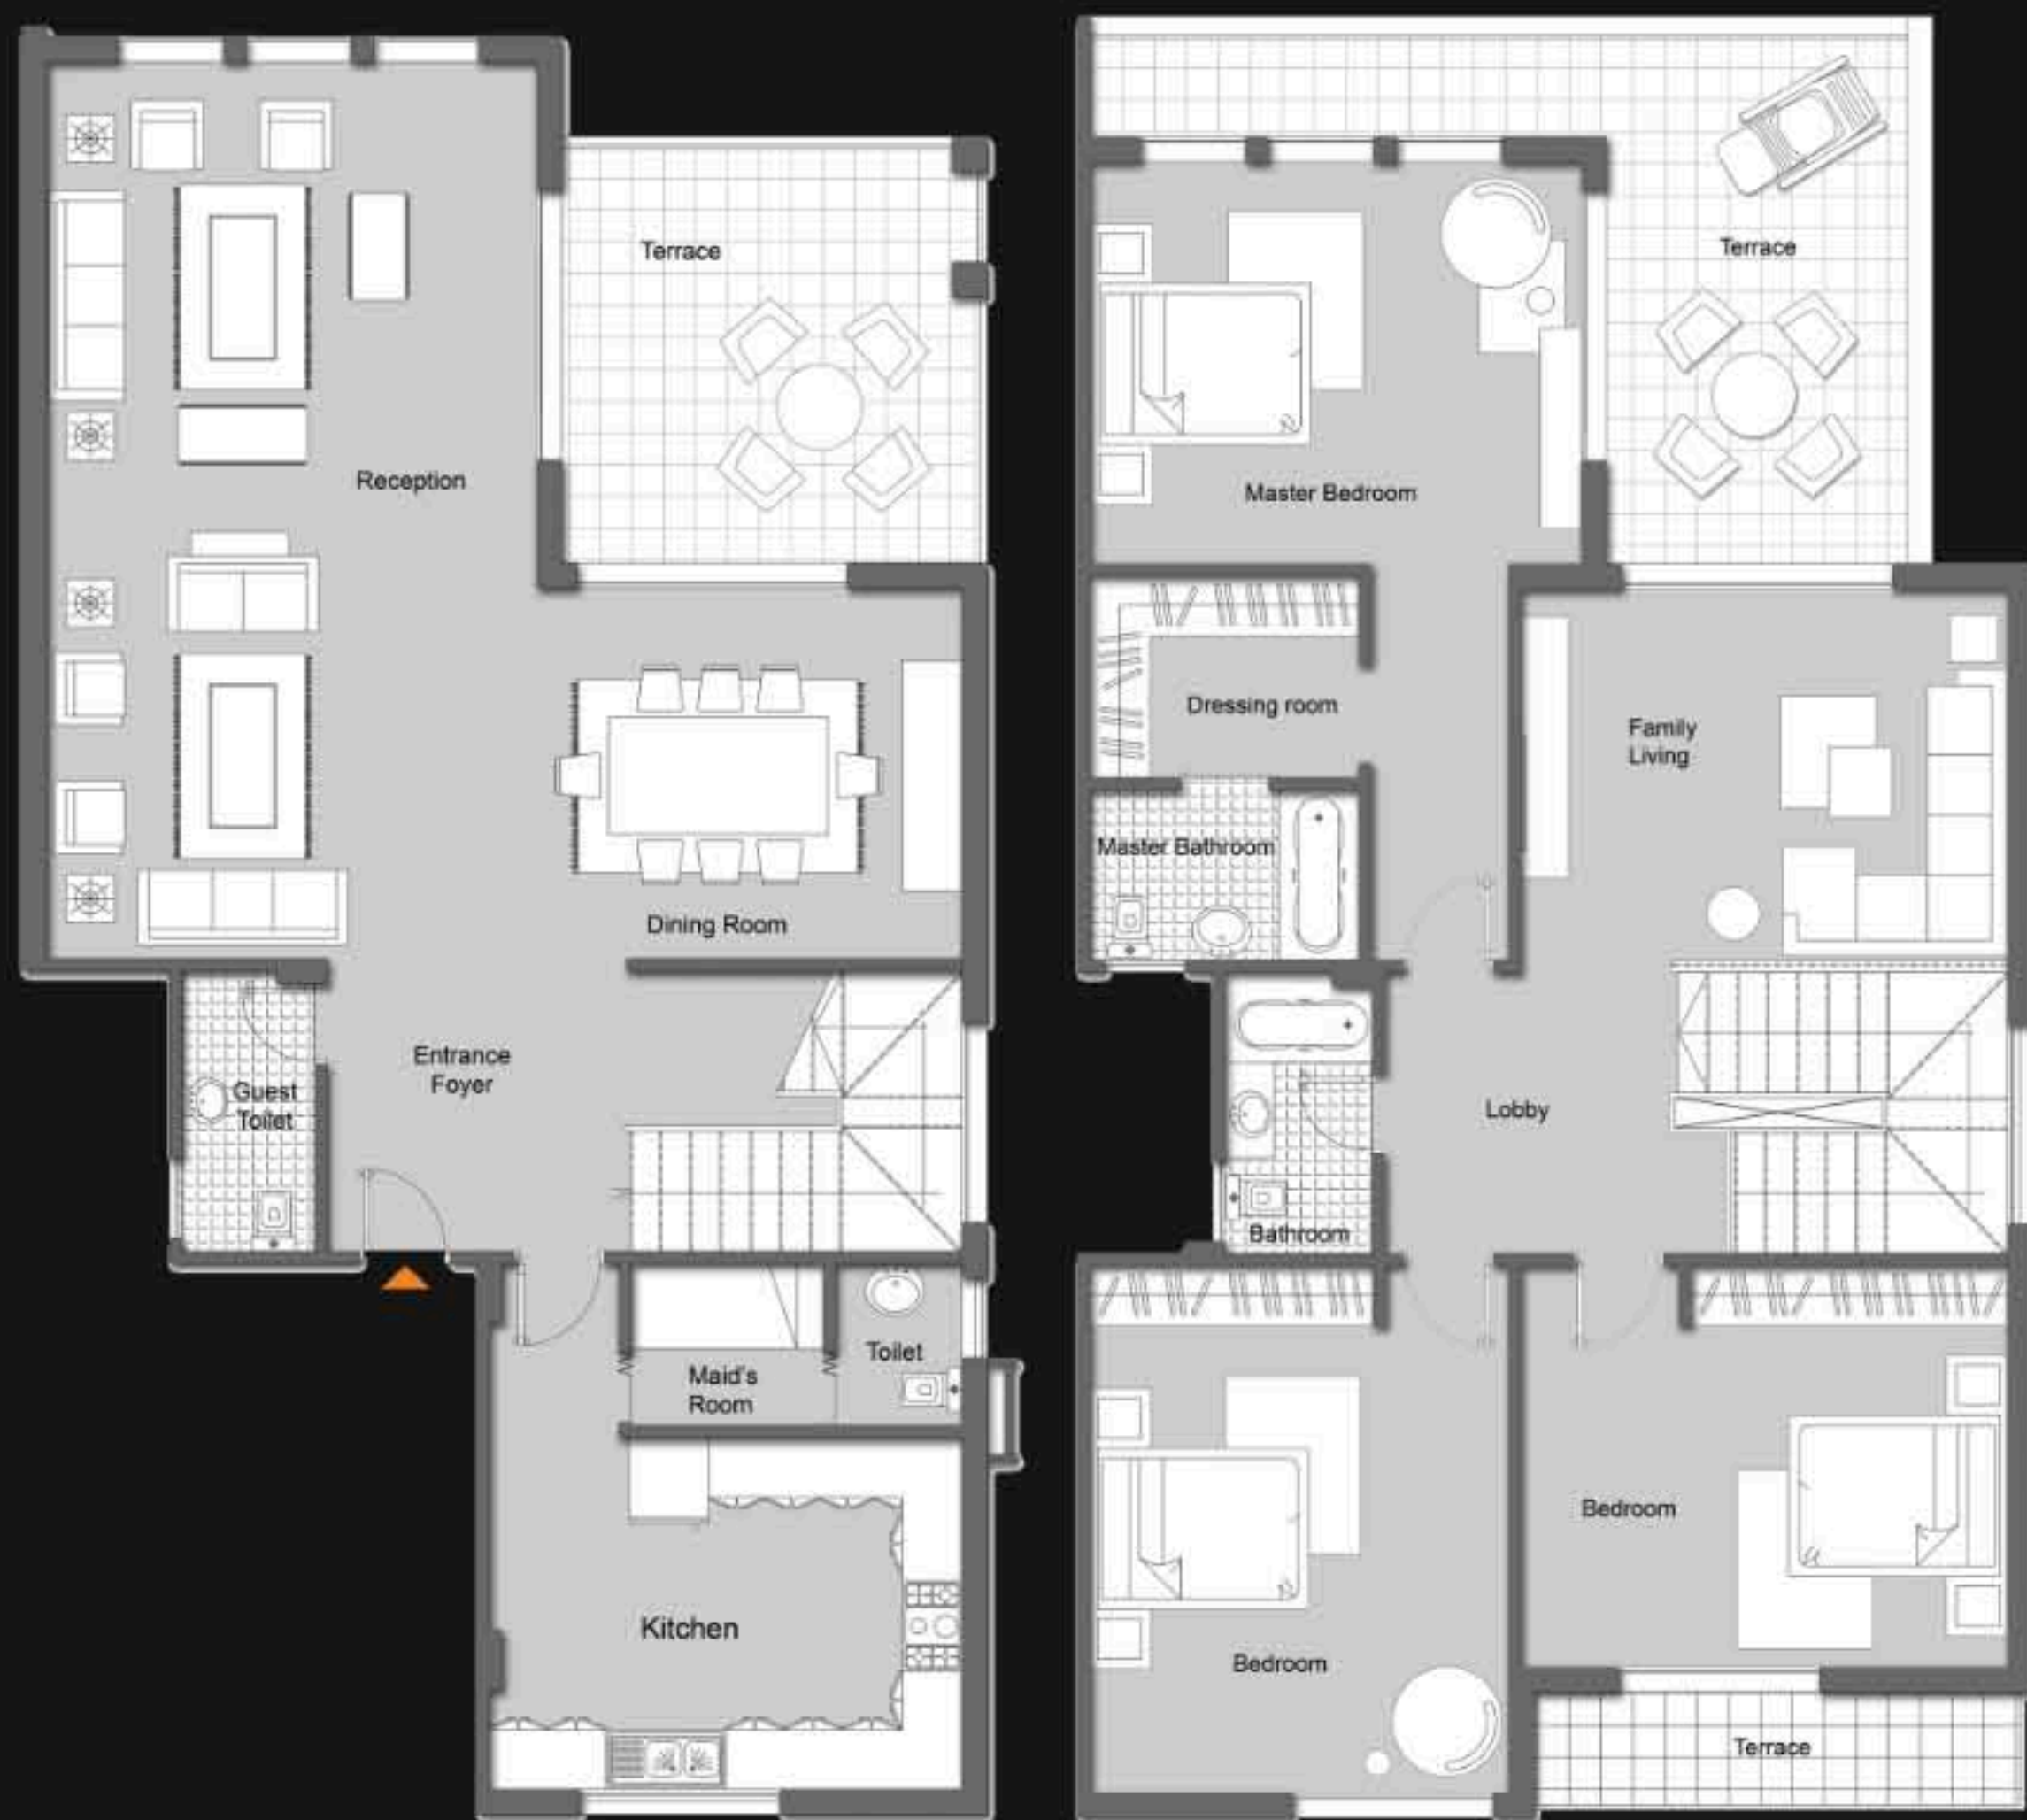 Terrace
Reception
Dining Room
Entrance
Foyer
Guest
Toilet
Toilet
Maid's
Room
Kitchen
Terrace
Master Bedroom
Dressing room
Family
Living
Master Bathroom
Lobby
Bathroom
Bedroom
Bedroom
Terrace